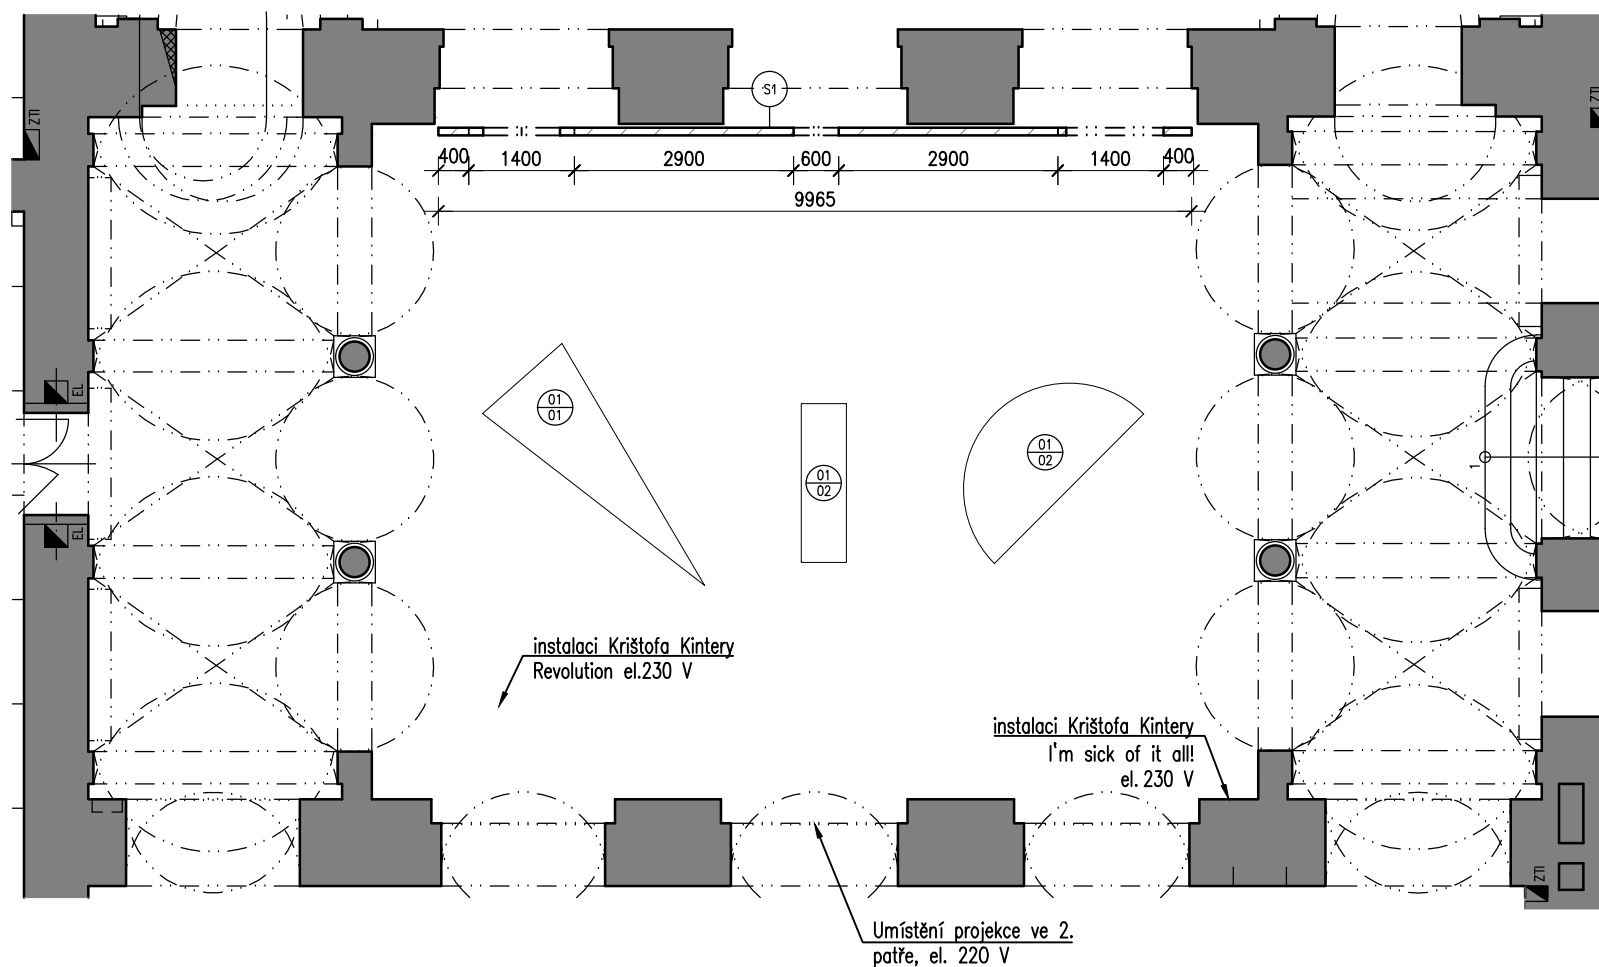 ZTI
ZTI
S1
400
1400
2900
600
2900
1400
400
9965
EL
01
01
01
02
01
02
1
EL
instalaci Krištofa Kintery
Revolution el.230 V
instalaci Krištofa Kintery
I'm sick of it all!
el. 230 V
ZTI
Umístění projekce ve 2.
patře, el. 220 V